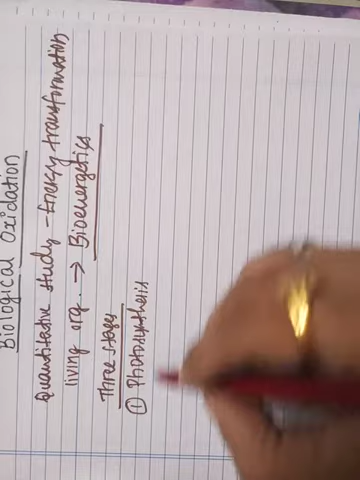 Biological Oxidation
Quantitative study - Energy transformation
living org. → Bioenergetics
Three stages
① Photosynthesis